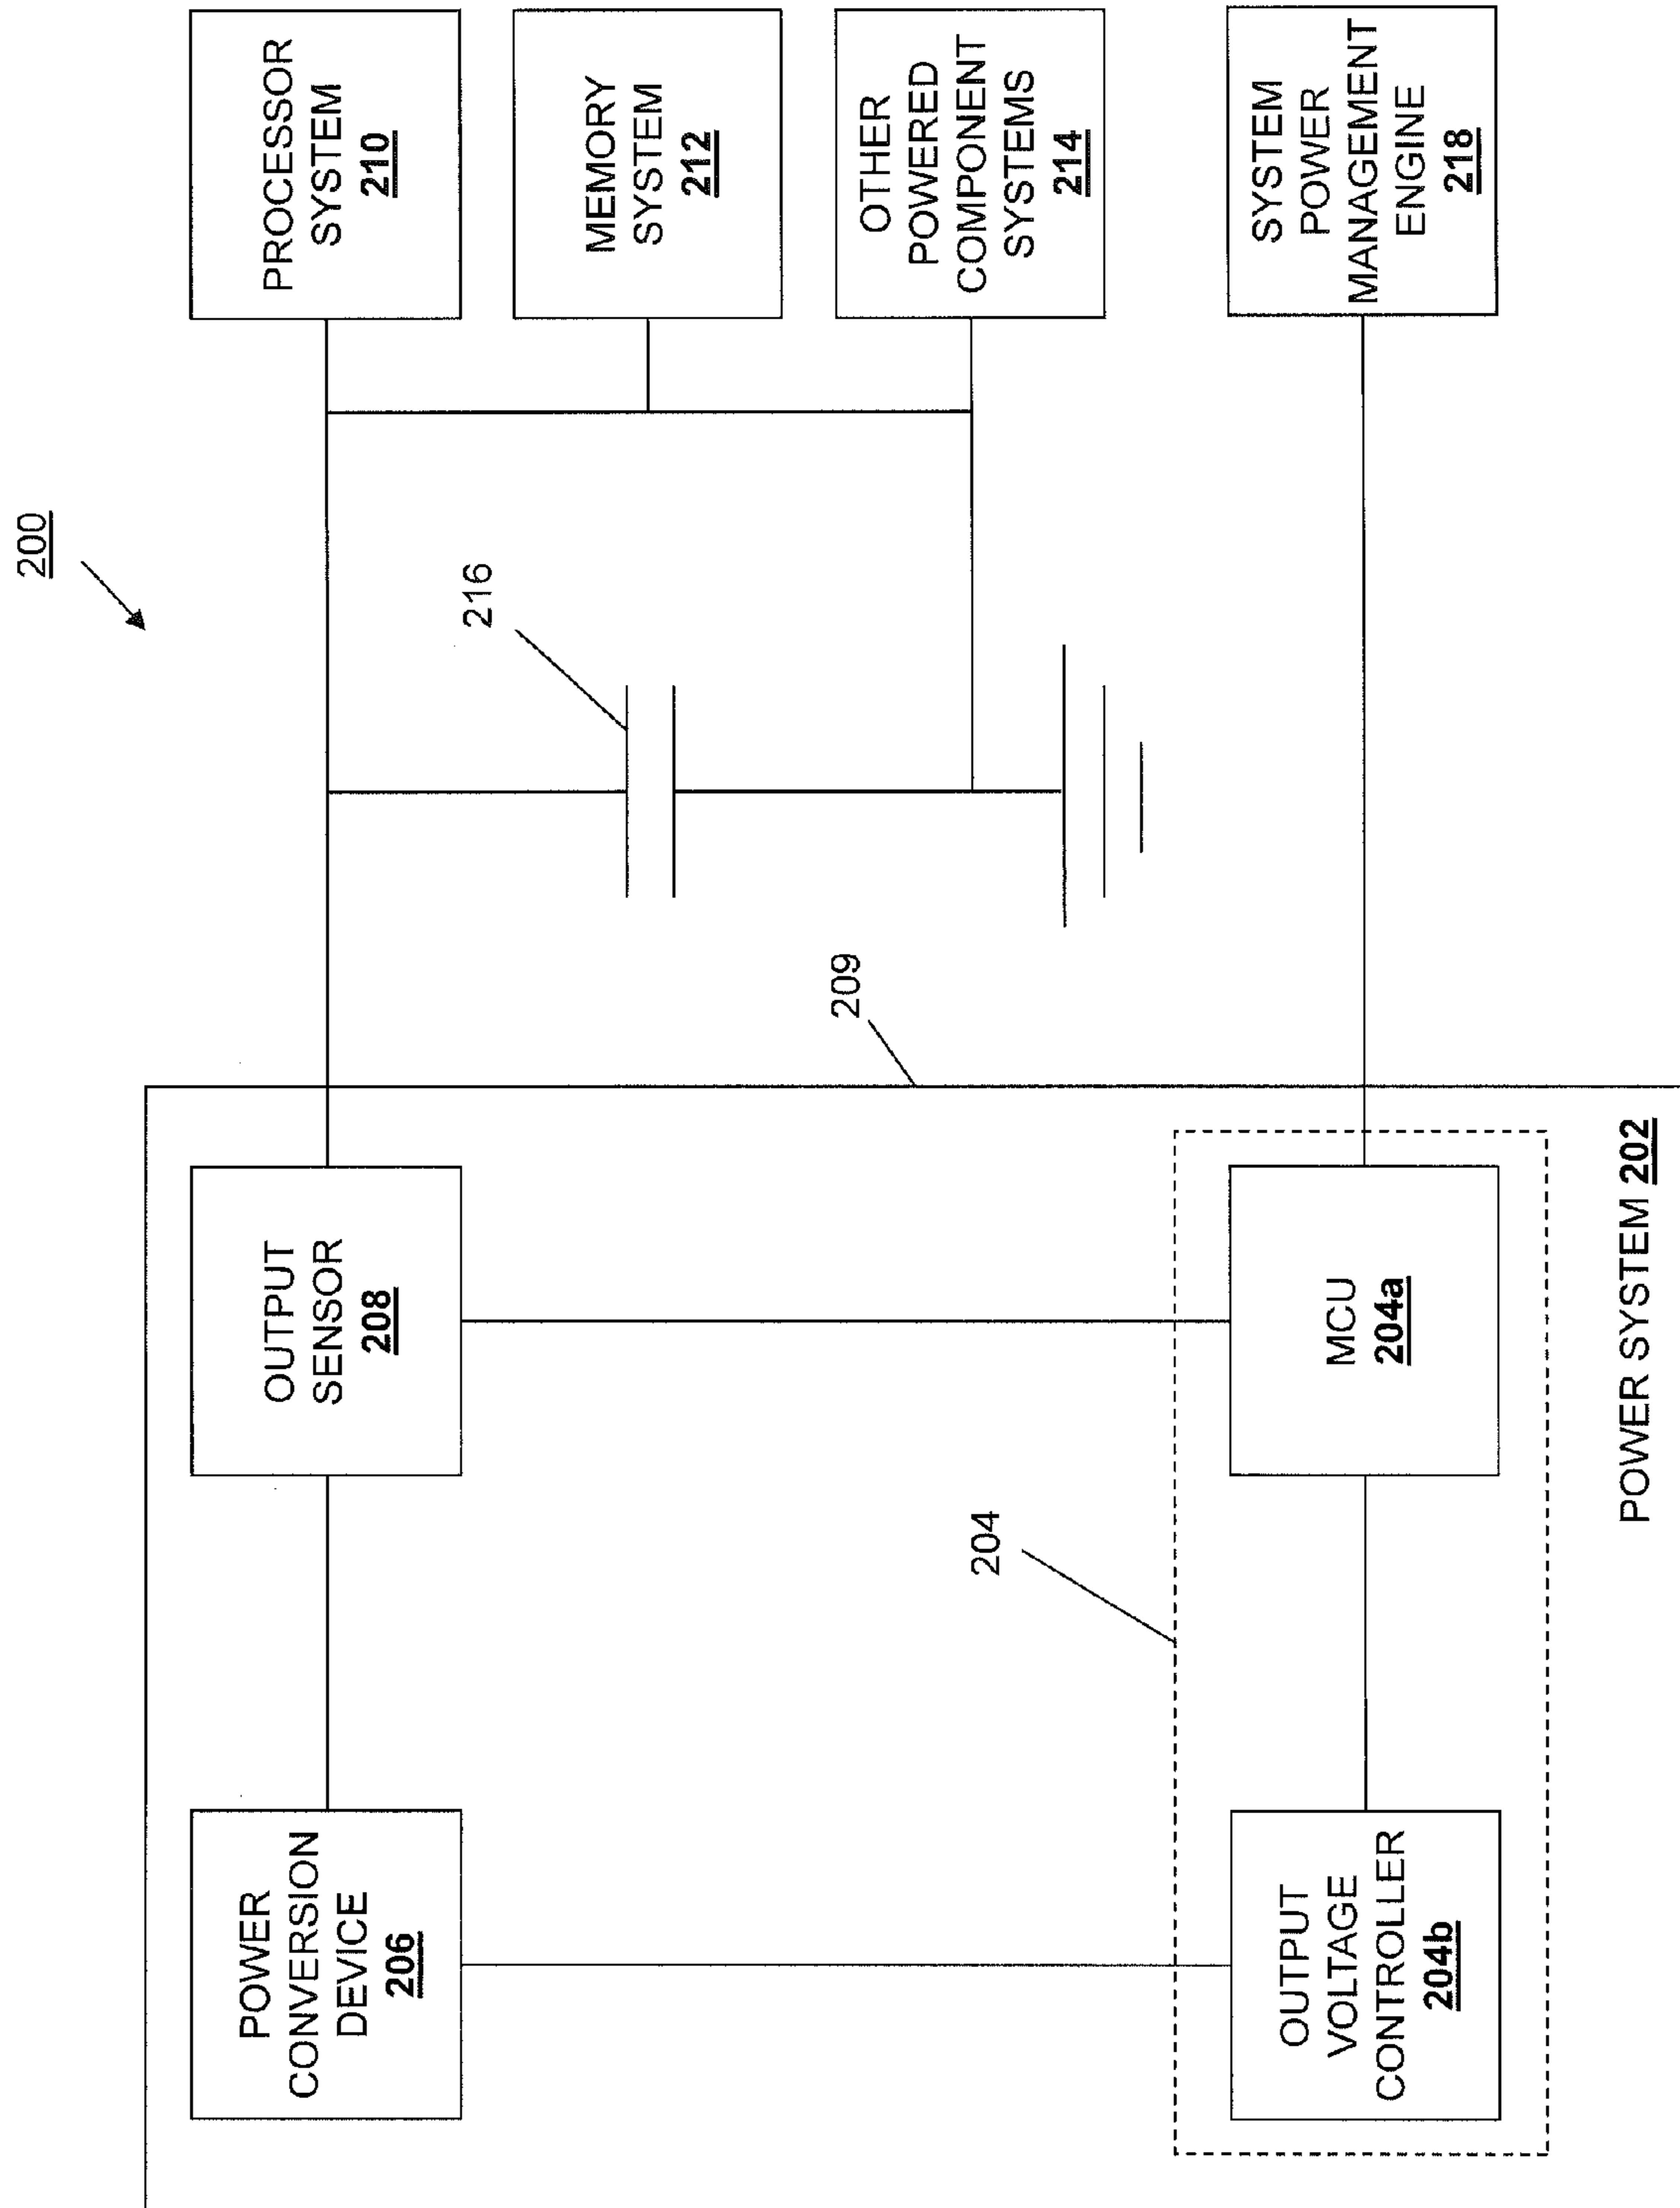 200
POWER
CONVERSION
DEVICE
206
OUTPUT
SENSOR
208
PROCESSOR
SYSTEM
210
216
MEMORY
SYSTEM
212
209
OTHER
POWERED
COMPONENT
SYSTEMS
214
204
OUTPUT
VOLTAGE
CONTROLLER
204b
MCU
204a
SYSTEM
POWER
MANAGEMENT
ENGINE
218
POWER SYSTEM 202